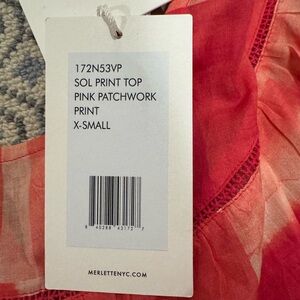 172N53VP
SOL PRINT TOP
PINK PATCHWORK
PRINT
X-SMALL
MERLETTENYC.COM